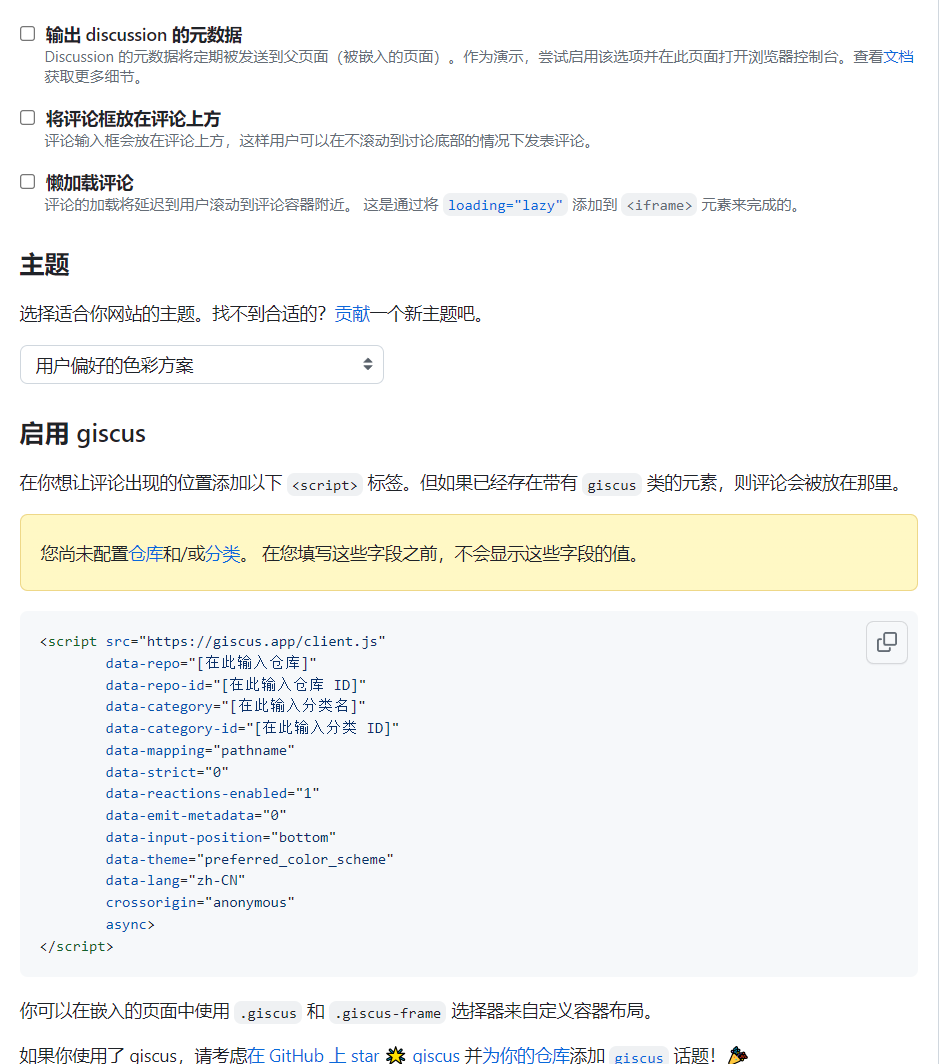 输出 discussion 的元数据
Discussion 的元数据将定期被发送到父页面（被嵌入的页面）。作为演示，尝试启用该选项并在此页面打开浏览器控制台。查看文档
获取更多细节。
将评论框放在评论上方
评论输入框会放在评论上方，这样用户可以在不滚动到讨论底部的情况下发表评论。
懒加载评论
评论的加载将延迟到用户滚动到评论容器附近。 这是通过将 loading="lazy" 添加到 <iframe> 元素来完成的。
主题
选择适合你网站的主题。找不到合适的？贡献一个新主题吧。
用户偏好的色彩方案
启用 giscus
在你想让评论出现的位置添加以下 <script> 标签。但如果已经存在带有 giscus 类的元素，则评论会被放在那里。
您尚未配置仓库和/或分类。 在您填写这些字段之前，不会显示这些字段的值。
<script src="https://giscus.app/client.js"
data-repo="[在此输入仓库]"
data-repo-id="[在此输入仓库 ID]"
data-category="[在此输入分类名]"
data-category-id="[在此输入分类 ID]"
data-mapping="pathname"
data-strict="0"
data-reactions-enabled="1"
data-emit-metadata="0"
data-input-position="bottom"
data-theme="preferred_color_scheme"
data-lang="zh-CN"
crossorigin="anonymous"
async>
</script>
你可以在嵌入的页面中使用 .giscus 和 .giscus-frame 选择器来自定义容器布局。
如果你使用了 giscus，请考虑在 GitHub 上 star 🌟 giscus 并为你的仓库添加 giscus 话题！🎉